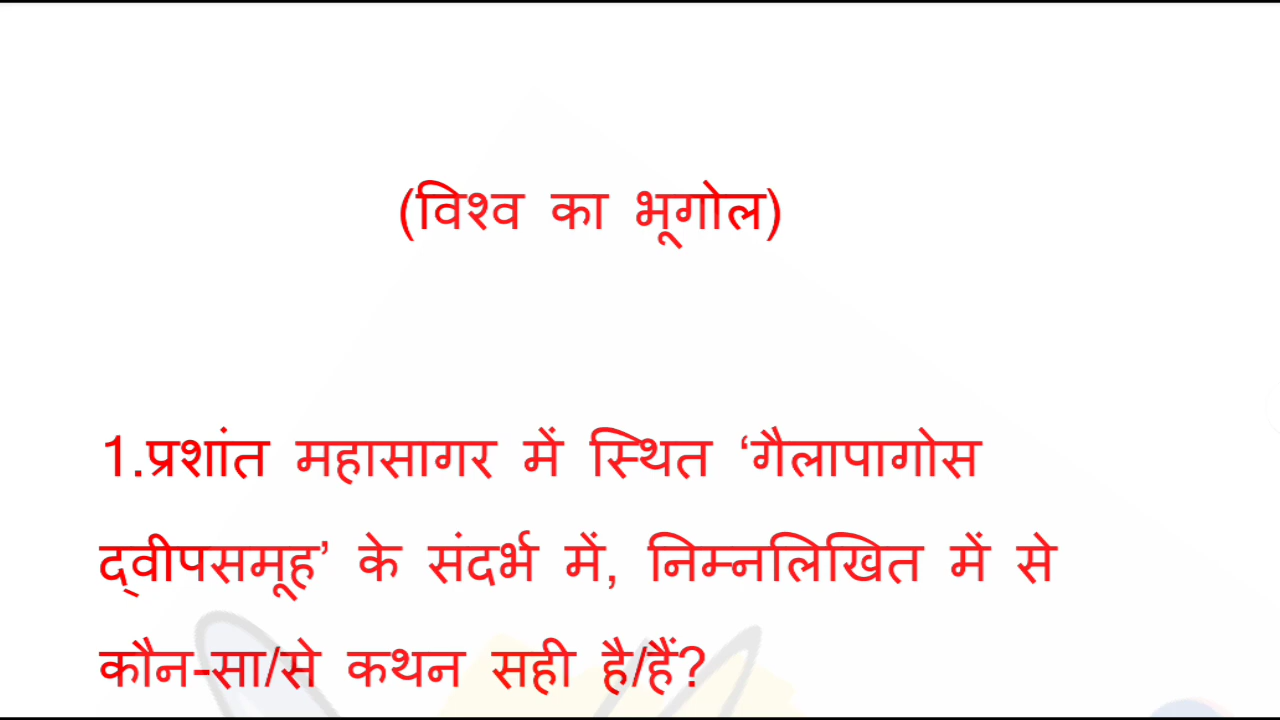 (विश्व का भूगोल)
1.प्रशांत महासागर में स्थित ‘गैलापागोस
द्वीपसमूह’ के संदर्भ में, निम्नलिखित में से
कौन-सा/से कथन सही है/हैं?